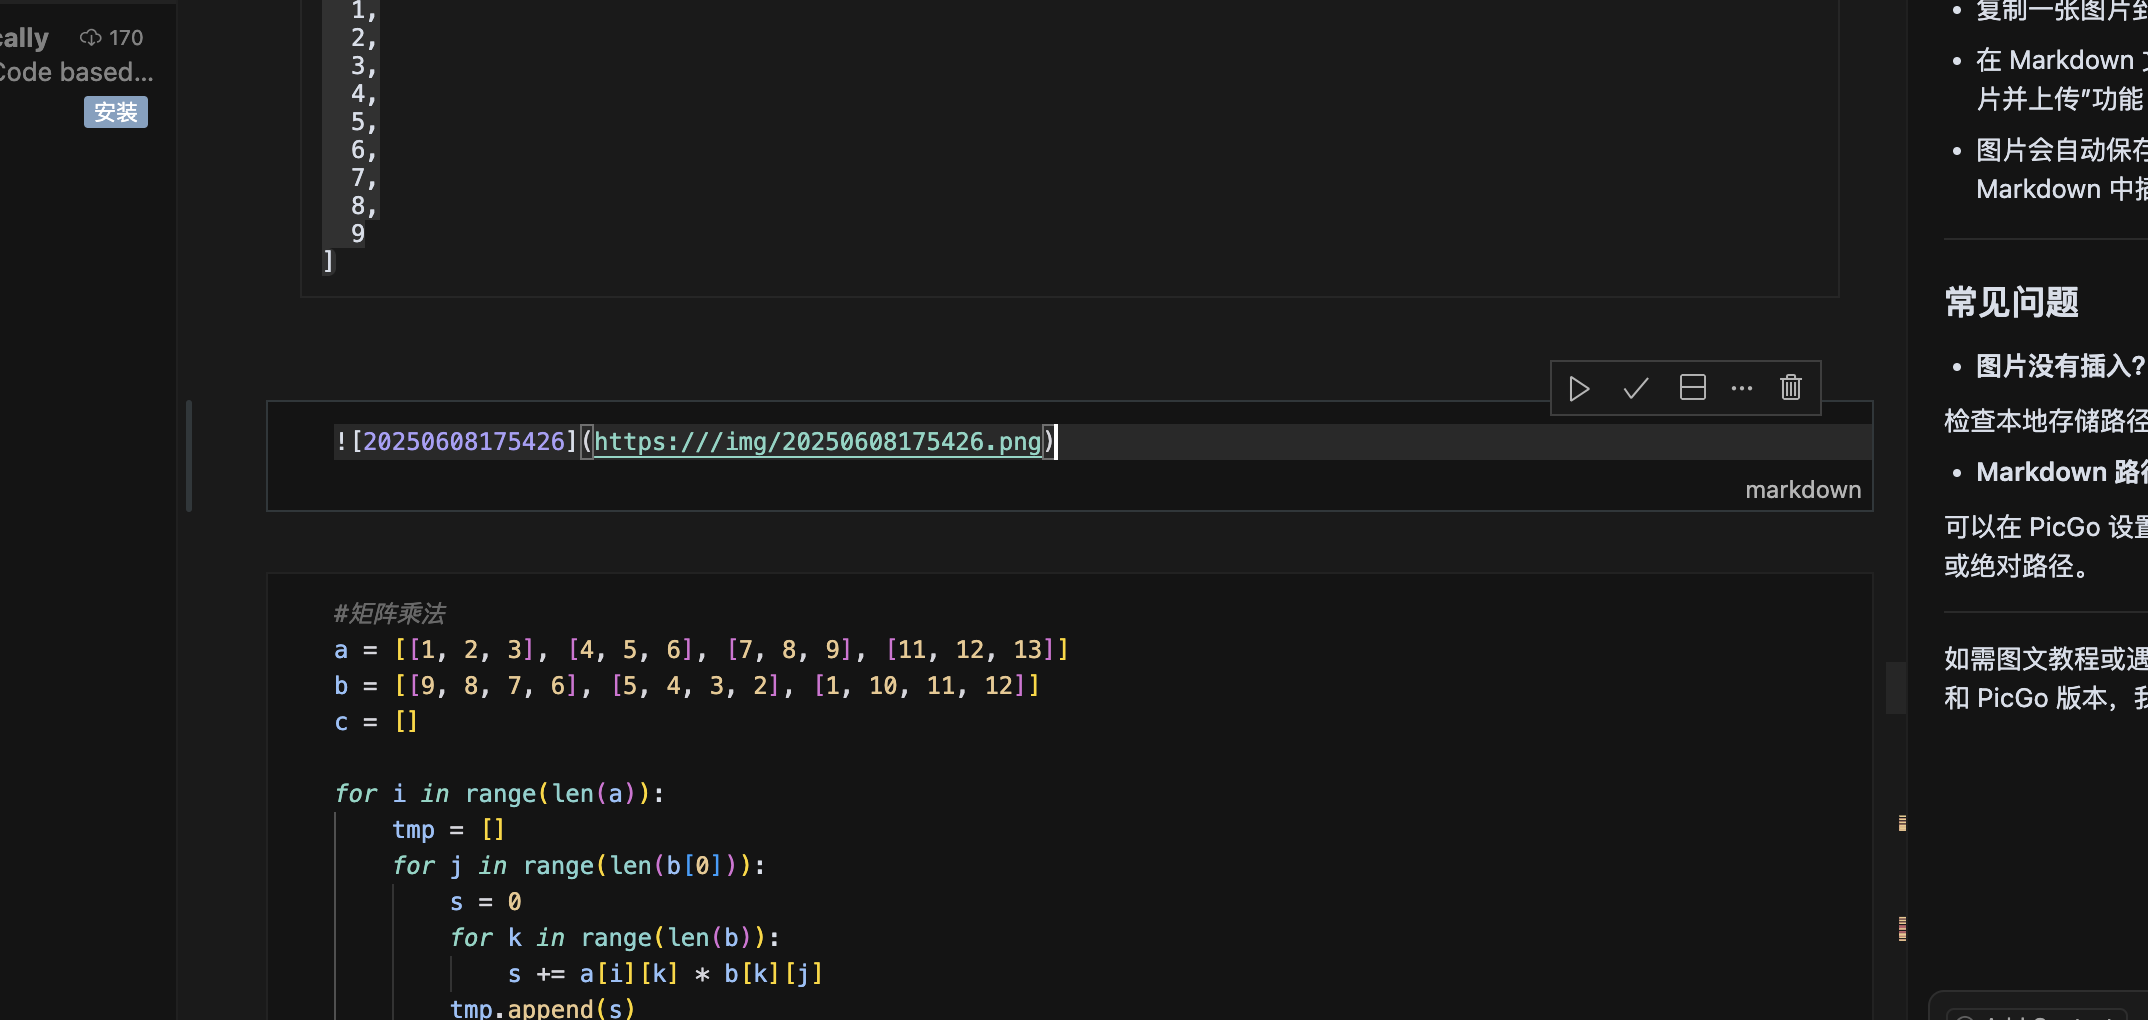 cally 170
Code based...
安装
1,
2,
3,
4,
5,
6,
7,
8,
9
]
![20250608175426](https:///img/20250608175426.png)
markdown
#矩阵乘法
a = [[1, 2, 3], [4, 5, 6], [7, 8, 9], [11, 12, 13]]
b = [[9, 8, 7, 6], [5, 4, 3, 2], [1, 10, 11, 12]]
c = []
for i in range(len(a)):
tmp = []
for j in range(len(b[0])):
s = 0
for k in range(len(b)):
s += a[i][k] * b[k][j]
tmp.append(s)
• 复制一张图片到
• 在 Markdown
片并上传”功能
• 图片会自动保存
Markdown 中插
常见问题
• 图片没有插入?
检查本地存储路径
• Markdown 路径
可以在 PicGo 设置
或绝对路径。
如需图文教程或遇
和 PicGo 版本，我